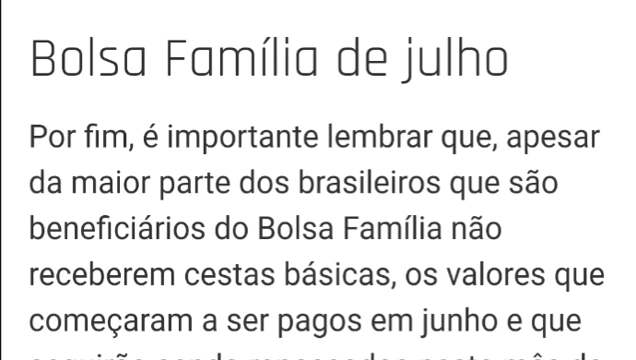 Bolsa Família de julho
Por fim, é importante lembrar que, apesar
da maior parte dos brasileiros que são
beneficiários do Bolsa Família não
receberem cestas básicas, os valores que
começaram a ser pagos em junho e que